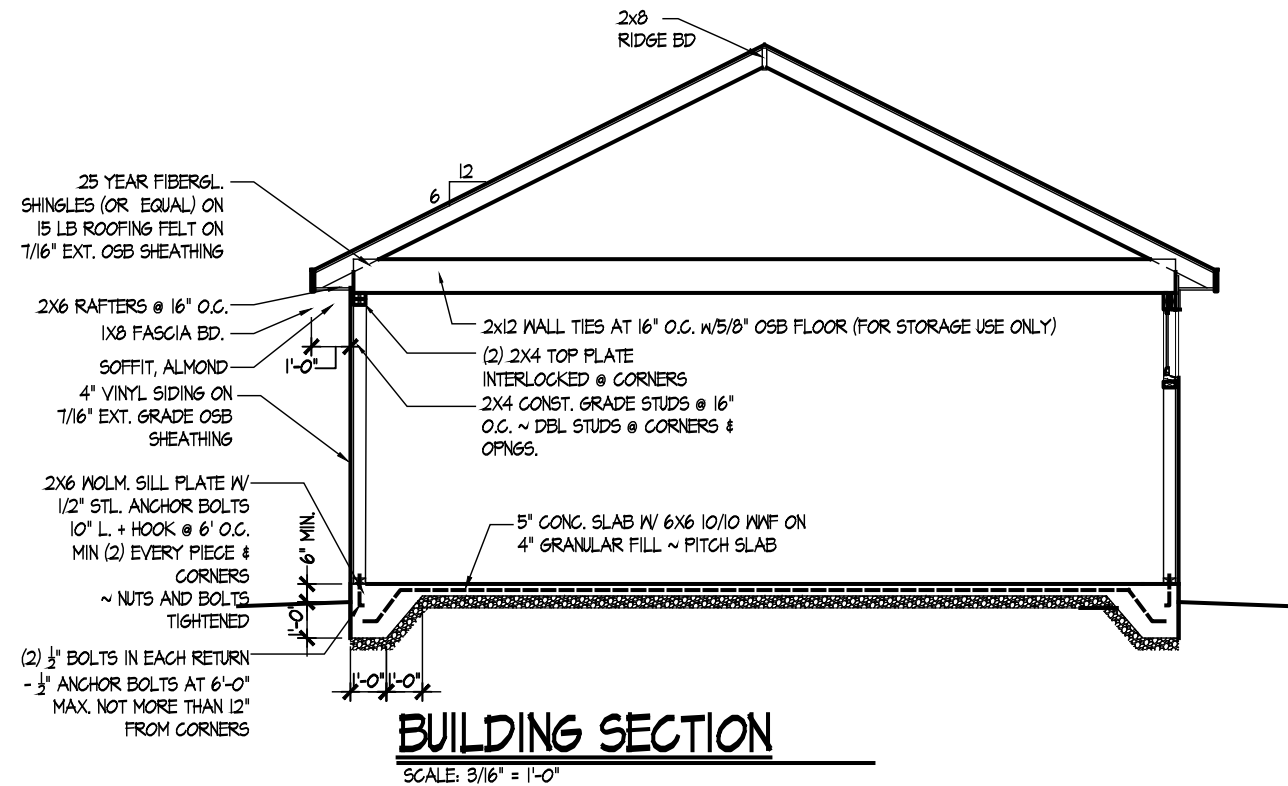 2x8
RIDGE BD
12
6
25 YEAR FIBERGL.
SHINGLES (OR EQUAL) ON
15 LB ROOFING FELT ON
7/16" EXT. OSB SHEATHING
2X6 RAFTERS @ 16" O.C.
1X8 FASCIA BD.
SOFFIT, ALMOND
1'-0"
4" VINYL SIDING ON
7/16" EXT. GRADE OSB
SHEATHING
2x12 WALL TIES AT 16" O.C. W/5/8" OSB FLOOR (FOR STORAGE USE ONLY)
(2) 2X4 TOP PLATE
INTERLOCKED @ CORNERS
2X4 CONST. GRADE STUDS @ 16"
O.C. ~ DBL STUDS @ CORNERS &
OPNGS.
2X6 WOLM. SILL PLATE W/
1/2" STL. ANCHOR BOLTS
10" L. + HOOK @ 6' O.C.
MIN (2) EVERY PIECE &
CORNERS
~ NUTS AND BOLTS
TIGHTENED
6" MIN.
1'-0"
5" CONC. SLAB W/ 6X6 10/10 WWF ON
4" GRANULAR FILL ~ PITCH SLAB
(2) ½" BOLTS IN EACH RETURN
- ½" ANCHOR BOLTS AT 6'-0"
MAX. NOT MORE THAN 12"
FROM CORNERS
1'-0" 1'-0"
BUILDING SECTION
SCALE: 3/16" = 1'-0"